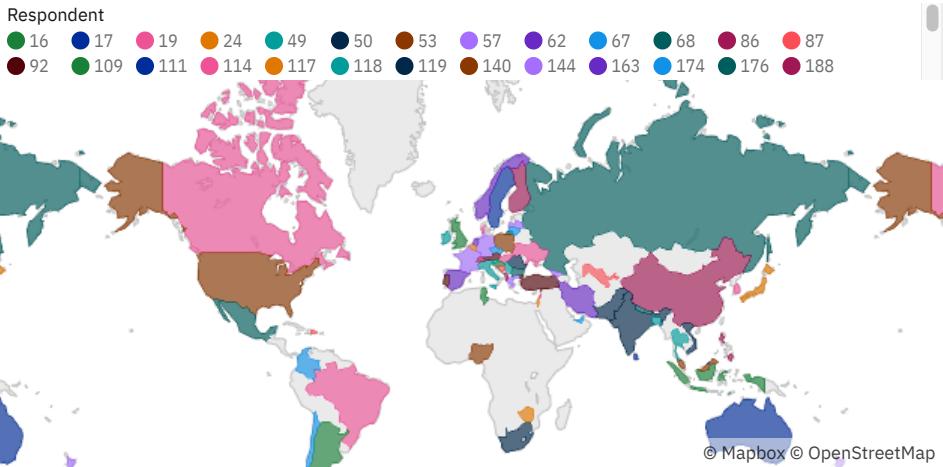 Respondent
16 17 19 24 49 50 53 57 62 67 68 86 87
92 109 111 114 117 118 119 140 144 163 174 176 188
© Mapbox © OpenStreetMap